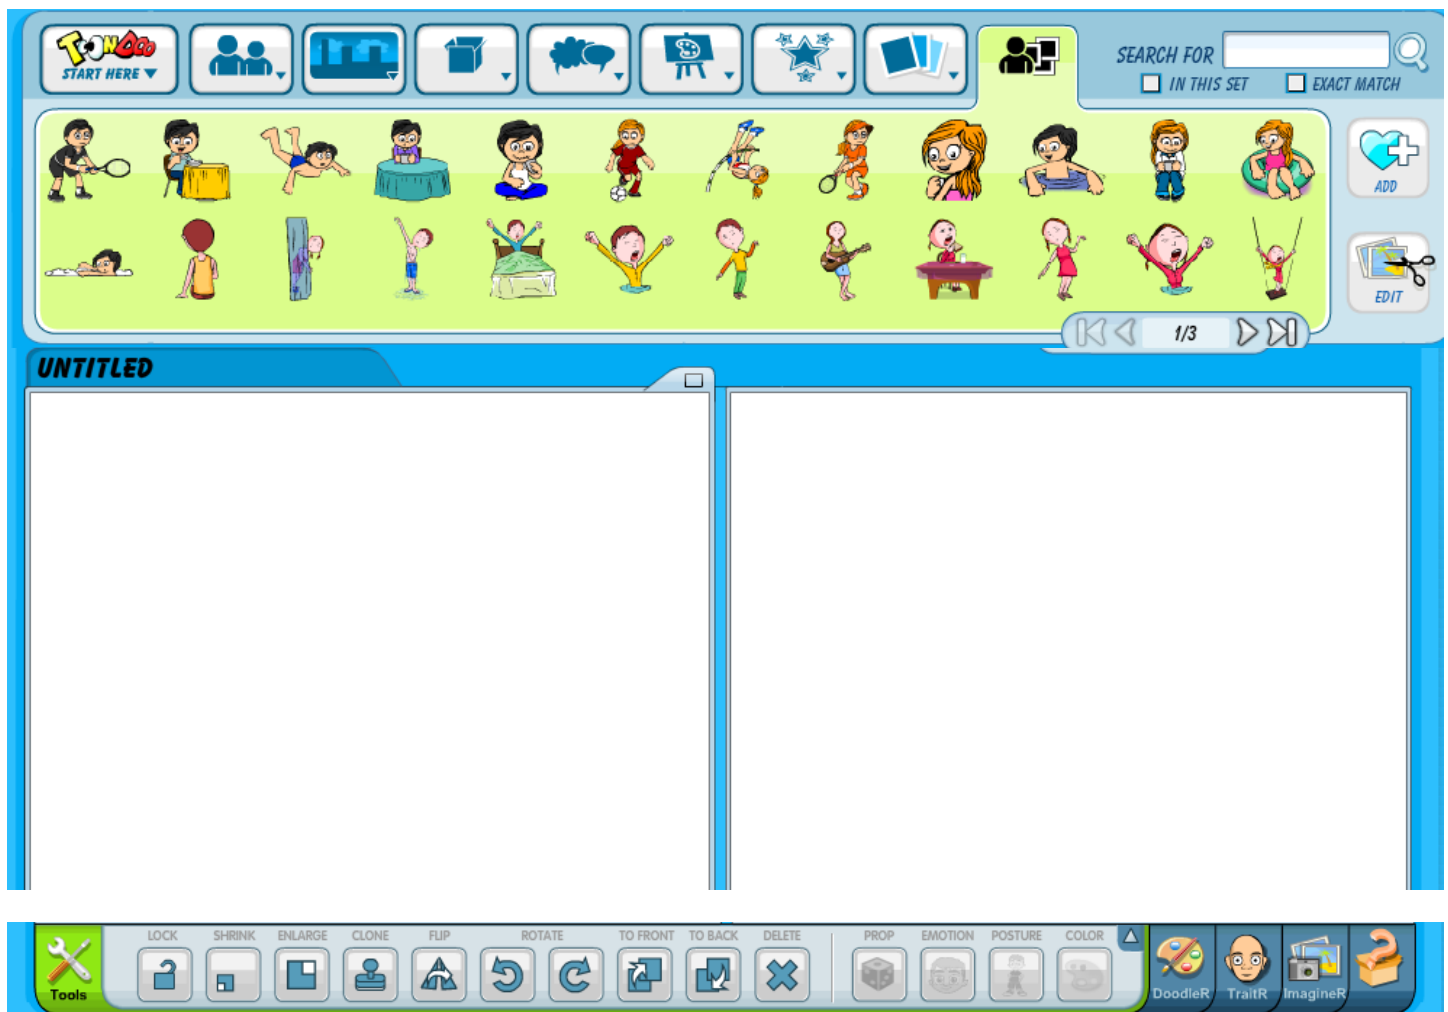 TOONDOO
START HERE
SEARCH FOR
IN THIS SET
EXACT MATCH
ADD
EDIT
1/3
UNTITLED
Tools
LOCK
SHRINK
ENLARGE
CLONE
FLIP
ROTATE
TO FRONT
TO BACK
DELETE
PROP
EMOTION
POSTURE
COLOR
DoodleR
TraitR
ImagineR